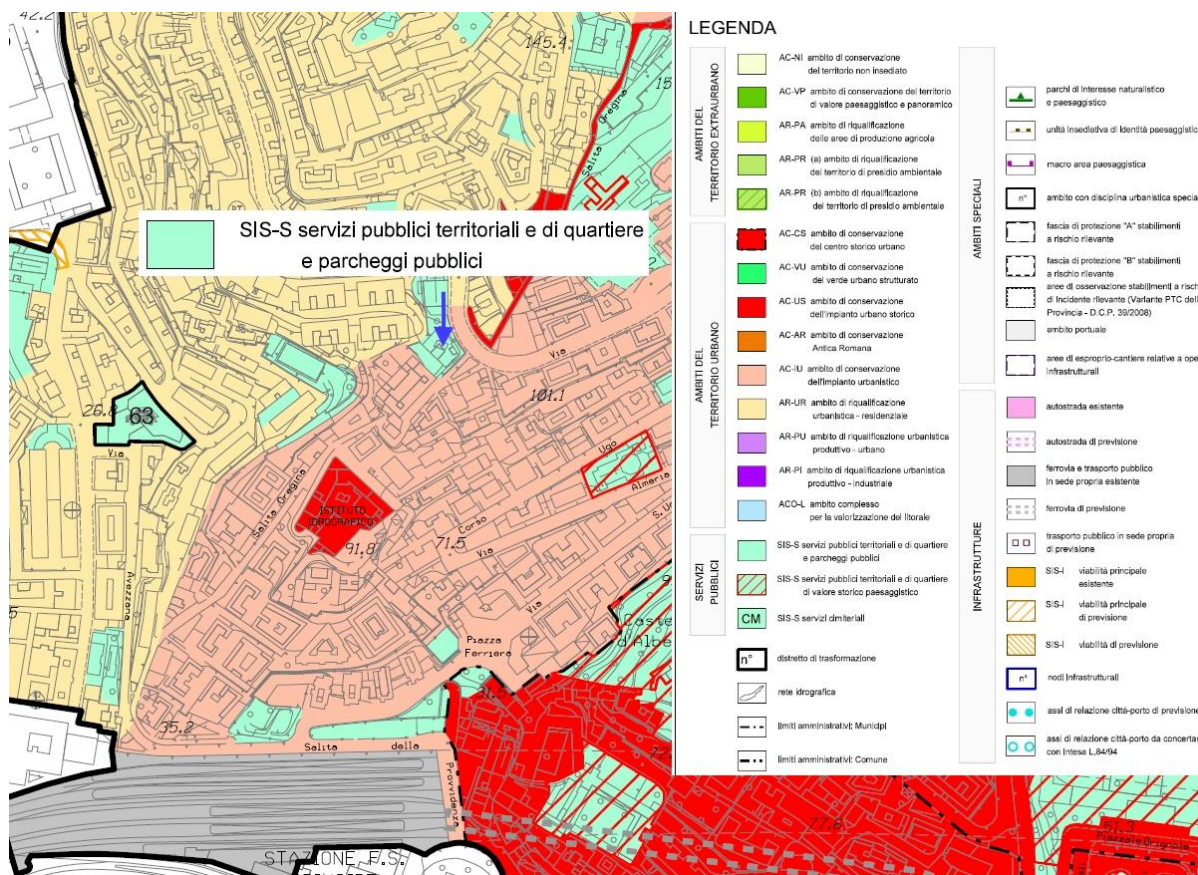 42.2
145.4
15
Salita Oregina
SIS-S servizi pubblici territoriali e di quartiere
e parcheggi pubblici
Via
101.1
26.8
63
Via
Ugo
Almeria
Salita Oregina
ISTITUTO
IDROGRAFICO
91.8
71.5
Corso
Via
Via
S. U
Avezzano
Piazza
Ferriera
Caste
d'Albe
35.2
Salita della
Provvidenza
STAZIONE F.S.
77.6
51.3
Piazzale Brignole
LEGENDA
AMBITI DEL
TERRITORIO EXTRAURBANO
AC-NI ambito di conservazione
del territorio non insediato
AC-VP ambito di conservazione del territorio
di valore paesaggistico e panoramico
AR-PA ambito di riqualificazione
delle aree di produzione agricola
AR-PR (a) ambito di riqualificazione
del territorio di presidio ambientale
AR-PR (b) ambito di riqualificazione
del territorio di presidio ambientale
AMBITI DEL
TERRITORIO URBANO
AC-CS ambito di conservazione
del centro storico urbano
AC-VU ambito di conservazione
del verde urbano strutturato
AC-US ambito di conservazione
dell'impianto urbano storico
AC-AR ambito di conservazione
Antica Romana
AC-IU ambito di conservazione
dell'impianto urbanistico
AR-UR ambito di riqualificazione
urbanistica - residenziale
AR-PU ambito di riqualificazione urbanistica
produttivo - urbano
AR-PI ambito di riqualificazione urbanistica
produttivo - industriale
ACO-L ambito complesso
per la valorizzazione del litorale
SERVIZI
PUBBLICI
SIS-S servizi pubblici territoriali e di quartiere
e parcheggi pubblici
SIS-S servizi pubblici territoriali e di quartiere
di valore storico paesaggistico
CM SIS-S servizi cimiteriali
n° distretto di trasformazione
rete idrografica
limiti amministrativi: Municipi
limiti amministrativi: Comune
AMBITI SPECIALI
parchi di interesse naturalistico
e paesaggistico
unità insediativa di identità paesaggistic
macro area paesaggistica
n° ambito con disciplina urbanistica specia
fascia di protezione "A" stabilimenti
a rischio rilevante
fascia di protezione "B" stabilimenti
a rischio rilevante
aree di osservazione stabilimenti a risch
di incidente rilevante (Variante PTC dell
Provincia - D.C.P. 39/2008)
ambito portuale
aree di esproprio-cantiere relative a ope
infrastrutturali
INFRASTRUTTURE
autostrada esistente
autostrada di previsione
ferrovia e trasporto pubblico
in sede propria esistente
ferrovia di previsione
trasporto pubblico in sede propria
di previsione
SIS-I viabilità principale
esistente
SIS-I viabilità principale
di previsione
SIS-I viabilità di previsione
n° nodi infrastrutturali
assi di relazione città-porto di previsione
assi di relazione città-porto da concertar
con Intesa L.84/94